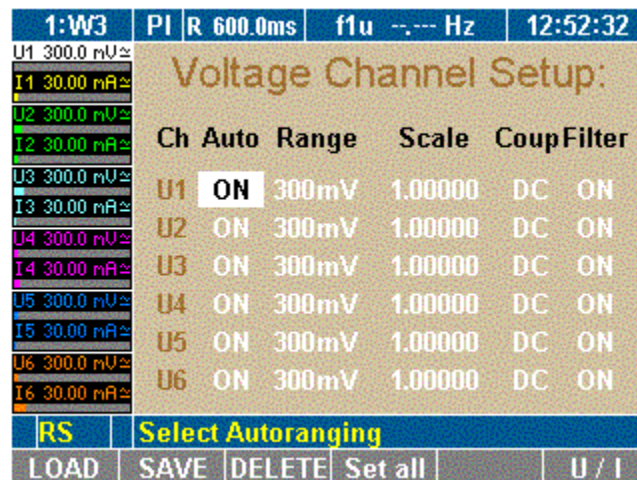 1:W3 PI R 600.0ms f1u --.--- Hz 12:52:32
U1 300.0 mV≃
I1 30.00 mA≃
U2 300.0 mV≃
I2 30.00 mA≃
U3 300.0 mV≃
I3 30.00 mA≃
U4 300.0 mV≃
I4 30.00 mA≃
U5 300.0 mV≃
I5 30.00 mA≃
U6 300.0 mV≃
I6 30.00 mA≃
Voltage Channel Setup:
Ch Auto Range Scale Coup Filter
U1 ON 300mV 1.00000 DC ON
U2 ON 300mV 1.00000 DC ON
U3 ON 300mV 1.00000 DC ON
U4 ON 300mV 1.00000 DC ON
U5 ON 300mV 1.00000 DC ON
U6 ON 300mV 1.00000 DC ON
RS Select Autoranging
LOAD SAVE DELETE Set all U / I